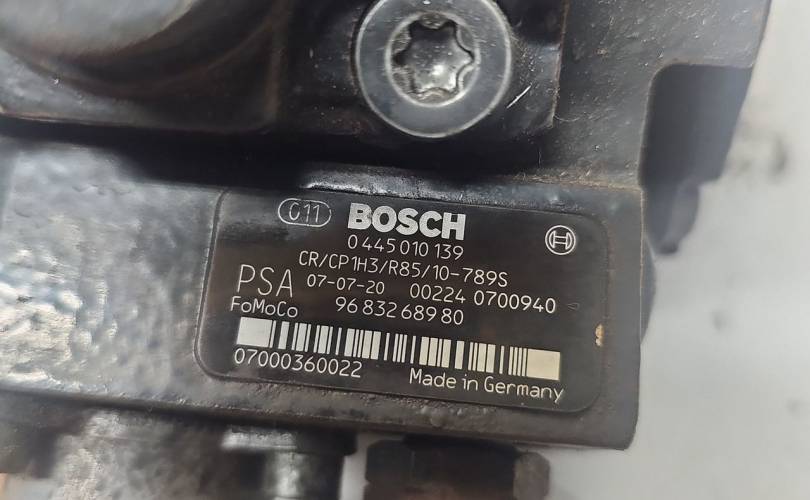 011 BOSCH
0 445 010 139
CR/CP1H3/R85/10-789S
PSA 07-07-20 00224 0700940
FoMoCo 96 832 689 80
07000360022 Made in Germany